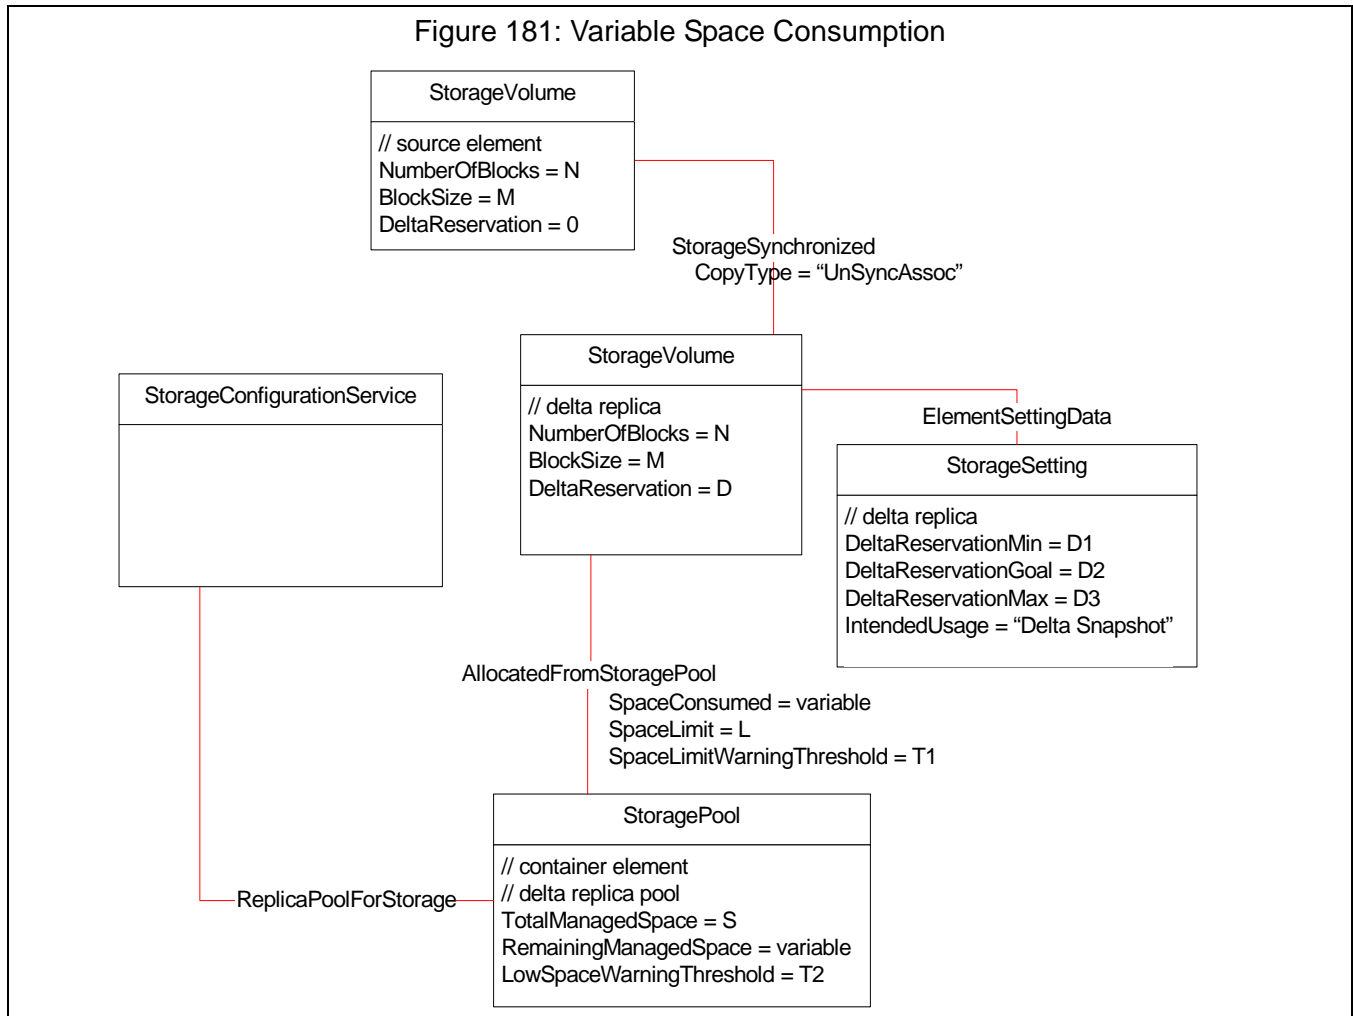 Figure 181: Variable Space Consumption
StorageVolume
// source element
NumberOfBlocks = N
BlockSize = M
DeltaReservation = 0
StorageSynchronized
CopyType = “UnSyncAssoc”
StorageVolume
// delta replica
NumberOfBlocks = N
BlockSize = M
DeltaReservation = D
StorageConfigurationService
ElementSettingData
StorageSetting
// delta replica
DeltaReservationMin = D1
DeltaReservationGoal = D2
DeltaReservationMax = D3
IntendedUsage = “Delta Snapshot”
AllocatedFromStoragePool
SpaceConsumed = variable
SpaceLimit = L
SpaceLimitWarningThreshold = T1
StoragePool
// container element
// delta replica pool
TotalManagedSpace = S
RemainingManagedSpace = variable
LowSpaceWarningThreshold = T2
ReplicaPoolForStorage